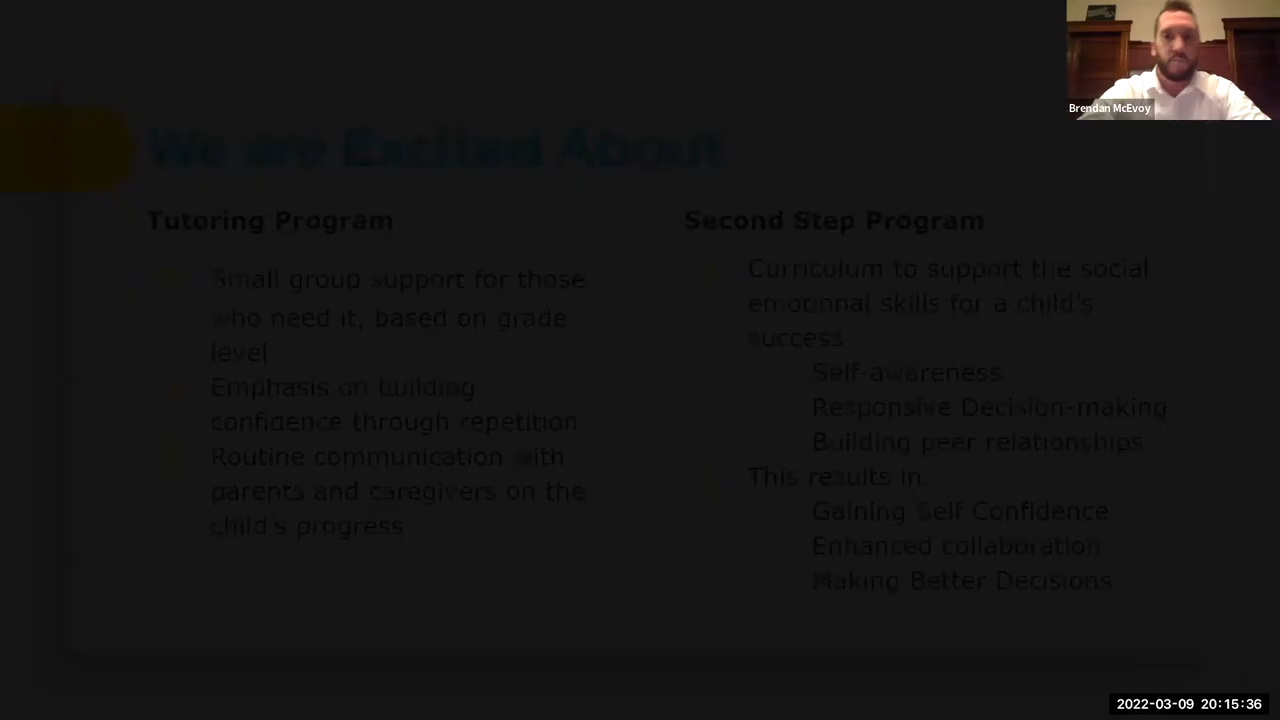 We are Excited About
Tutoring Program
Small group support for those
who need it, based on grade
level
Emphasis on building
confidence through repetition
Routine communication with
parents and caregivers on the
child's progress
Second Step Program
Curriculum to support the social
emotional skills for a child's
success
Self-awareness
Responsive Decision-making
Building peer relationships
This results in:
Gaining Self Confidence
Enhanced collaboration
Making Better Decisions
Brendan McEvoy
2022-03-09 20:15:36